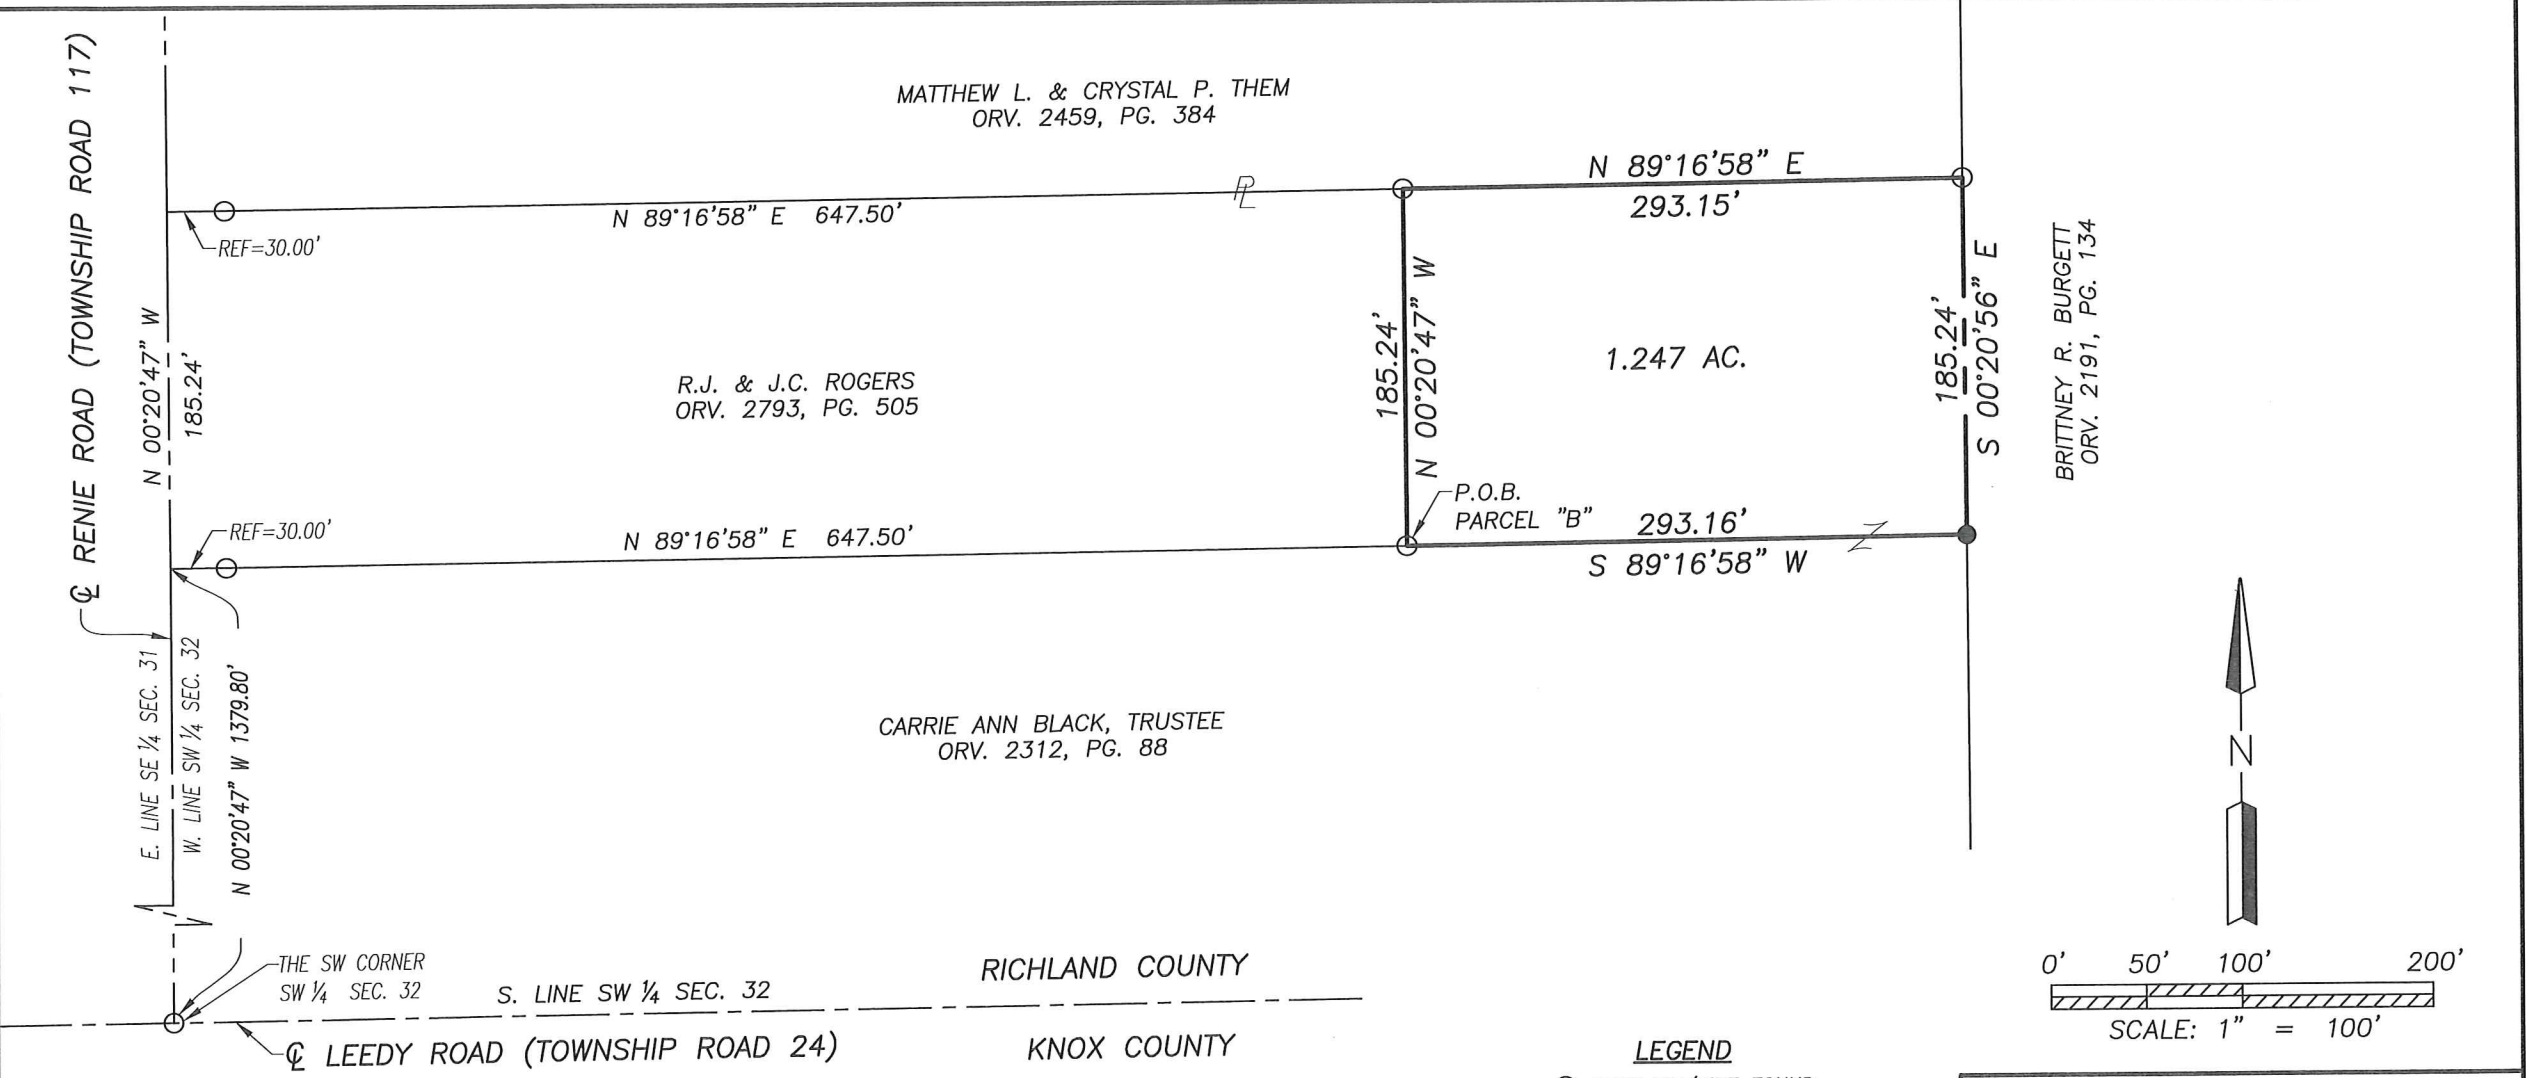 MATTHEW L. & CRYSTAL P. THEM
ORV. 2459, PG. 384
℄ RENIE ROAD (TOWNSHIP ROAD 117)
N 89°16'58" E
293.15'
N 89°16'58" E 647.50'
REF=30.00'
N 00°20'47" W
185.24'
R.J. & J.C. ROGERS
ORV. 2793, PG. 505
185.24'
N 00°20'47" W
1.247 AC.
185.24'
S 00°20'56" E
BRITTNEY R. BURGETT
ORV. 2191, PG. 134
P.O.B.
PARCEL "B"
293.16'
S 89°16'58" W
REF=30.00'
N 89°16'58" E 647.50'
E. LINE SE ¼ SEC. 31
W. LINE SW ¼ SEC. 32
N 00°20'47" W 1379.80'
CARRIE ANN BLACK, TRUSTEE
ORV. 2312, PG. 88
N
THE SW CORNER
SW ¼ SEC. 32
S. LINE SW ¼ SEC. 32
RICHLAND COUNTY
℄ LEEDY ROAD (TOWNSHIP ROAD 24)
KNOX COUNTY
0' 50' 100' 200'
SCALE: 1" = 100'
LEGEND